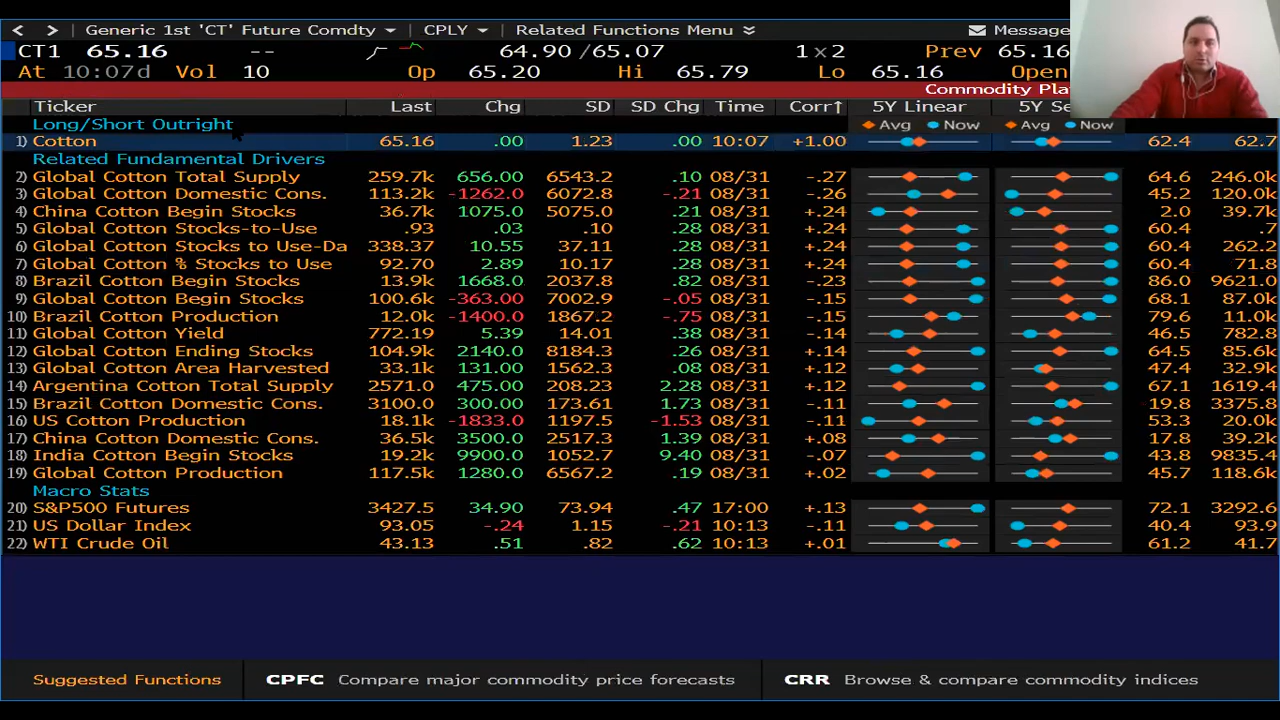 < > Generic 1st 'CT' Future Comdty CPLY Related Functions Menu Message
CT1 65.16 -- 64.90 /65.07 1 x 2 Prev 65.16
At 10:07d Vol 10 Op 65.20 Hi 65.79 Lo 65.16 Open
Commodity Pla
Ticker Last Chg SD SD Chg Time Corr↑ 5Y Linear 5Y Se
Long/Short Outright Avg Now Avg Now
1) Cotton 65.16 .00 1.23 .00 10:07 +1.00 62.4 62.7
Related Fundamental Drivers
2) Global Cotton Total Supply 259.7k 656.00 6543.2 .10 08/31 -.27 64.6 246.0k
3) Global Cotton Domestic Cons. 113.2k -1262.0 6072.8 -.21 08/31 -.26 45.2 120.0k
4) China Cotton Begin Stocks 36.7k 1075.0 5075.0 .21 08/31 +.24 2.0 39.7k
5) Global Cotton Stocks-to-Use .93 .03 .10 .28 08/31 +.24 60.4 .7
6) Global Cotton Stocks to Use-Da 338.37 10.55 37.11 .28 08/31 +.24 60.4 262.2
7) Global Cotton % Stocks to Use 92.70 2.89 10.17 .28 08/31 +.24 60.4 71.8
8) Brazil Cotton Begin Stocks 13.9k 1668.0 2037.8 .82 08/31 -.23 86.0 9621.0
9) Global Cotton Begin Stocks 100.6k -363.00 7002.9 -.05 08/31 -.15 68.1 87.0k
10) Brazil Cotton Production 12.0k -1400.0 1867.2 -.75 08/31 -.15 79.6 11.0k
11) Global Cotton Yield 772.19 5.39 14.01 .38 08/31 -.14 46.5 782.8
12) Global Cotton Ending Stocks 104.9k 2140.0 8184.3 .26 08/31 +.14 64.5 85.6k
13) Global Cotton Area Harvested 33.1k 131.00 1562.3 .08 08/31 +.12 47.4 32.9k
14) Argentina Cotton Total Supply 2571.0 475.00 208.23 2.28 08/31 +.12 67.1 1619.4
15) Brazil Cotton Domestic Cons. 3100.0 300.00 173.61 1.73 08/31 -.11 19.8 3375.8
16) US Cotton Production 18.1k -1833.0 1197.5 -1.53 08/31 -.11 53.3 20.0k
17) China Cotton Domestic Cons. 36.5k 3500.0 2517.3 1.39 08/31 +.08 17.8 39.2k
18) India Cotton Begin Stocks 19.2k 9900.0 1052.7 9.40 08/31 -.07 43.8 9835.4
19) Global Cotton Production 117.5k 1280.0 6567.2 .19 08/31 +.02 45.7 118.6k
Macro Stats
20) S&P500 Futures 3427.5 34.90 73.94 .47 17:00 +.13 72.1 3292.6
21) US Dollar Index 93.05 -.24 1.15 -.21 10:13 -.11 40.4 93.9
22) WTI Crude Oil 43.13 .51 .82 .62 10:13 +.01 61.2 41.7
Suggested Functions CPFC Compare major commodity price forecasts CRR Browse & compare commodity indices